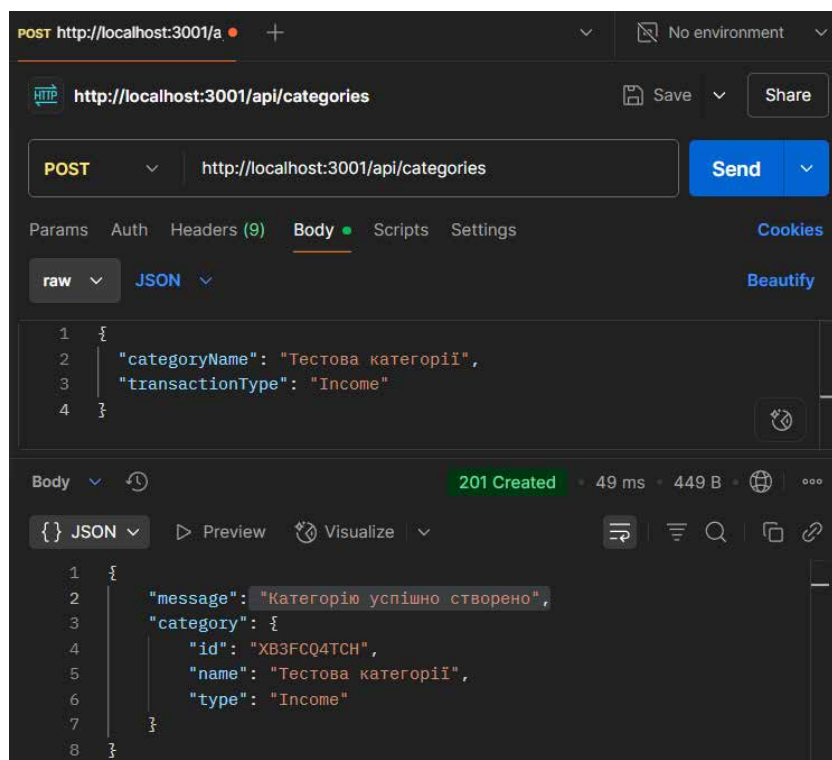 POST http://localhost:3001/a
No environment
HTTP http://localhost:3001/api/categories
Save
Share
POST http://localhost:3001/api/categories
Send
Params Auth Headers (9) Body Scripts Settings Cookies
raw JSON Beautify
1 {
2 "categoryName": "Тестова категорії",
3 "transactionType": "Income"
4 }
Body 201 Created 49 ms 449 B
{} JSON Preview Visualize
1 {
2 "message": "Категорію успішно створено",
3 "category": {
4 "id": "XB3FCQ4TCH",
5 "name": "Тестова категорії",
6 "type": "Income"
7 }
8 }